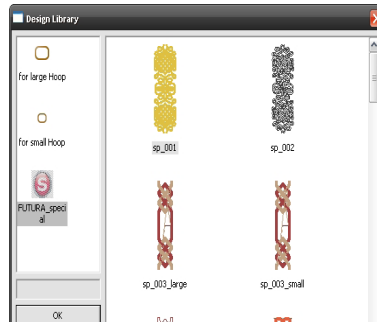 Design Library
for large Hoop
for small Hoop
S
FUTURA_speci
al
OK
sp_001
sp_002
sp_003_large
sp_003_small